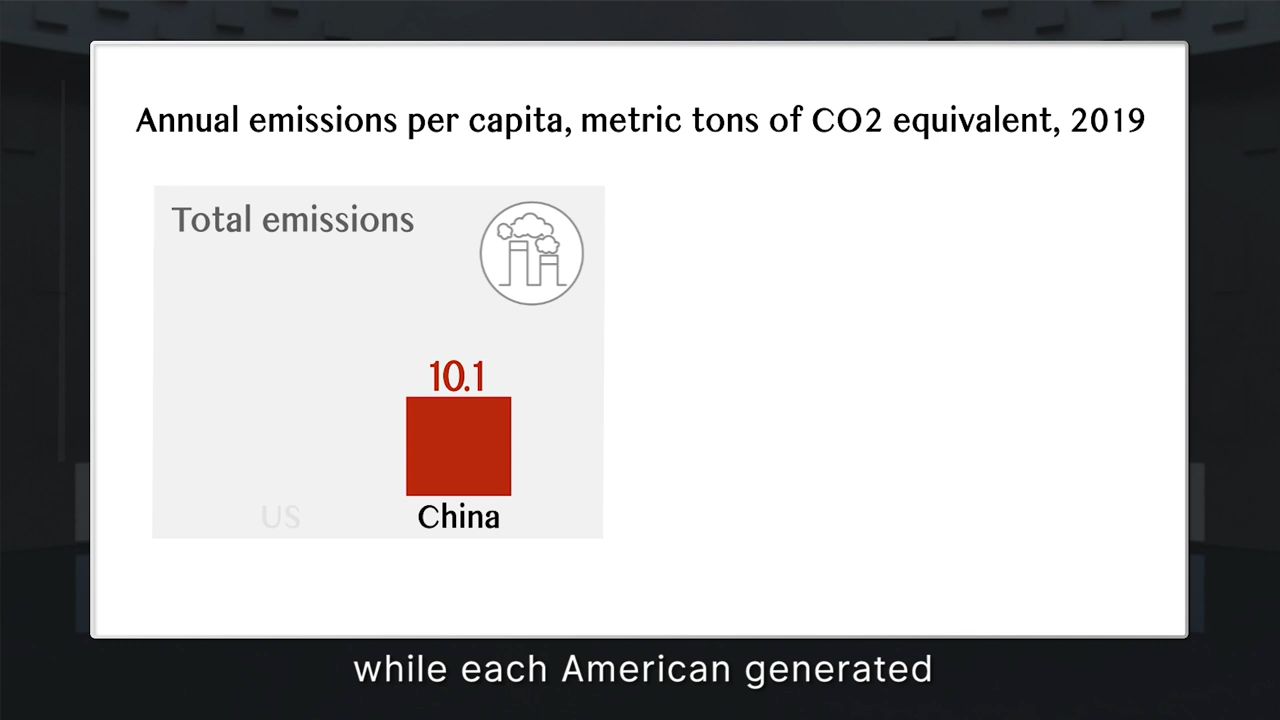 Annual emissions per capita, metric tons of CO2 equivalent, 2019
Total emissions
10.1
US
China
while each American generated